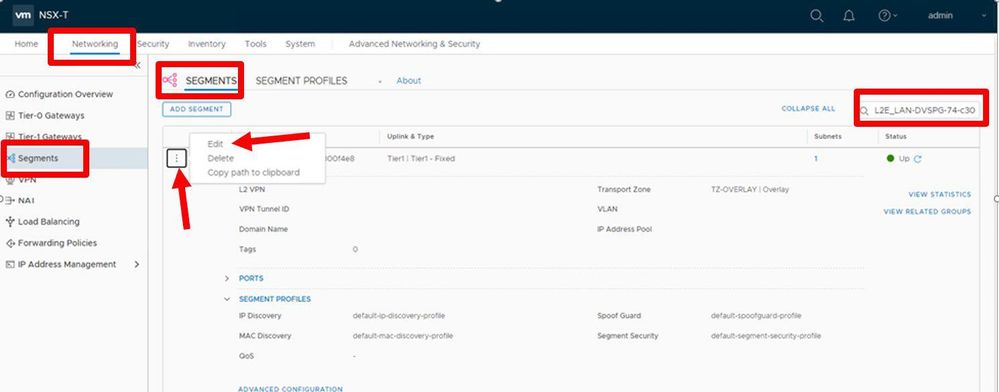 vm NSX-T
admin
Home Networking Security Inventory Tools System Advanced Networking & Security
SEGMENTS SEGMENT PROFILES About
Configuration Overview
Tier-0 Gateways
Tier-1 Gateways
Segments
VPN
NAT
Load Balancing
Forwarding Policies
IP Address Management
ADD SEGMENT
COLLAPSE ALL
L2E_LAN-DVSPG-74-c30
Uplink & Type Subnets Status
Edit
Delete
Copy path to clipboard
00f4e8 Tier1 | Tier1 - Fixed 1 Up
L2 VPN Transport Zone TZ-OVERLAY | Overlay
VPN Tunnel ID VLAN
Domain Name IP Address Pool
Tags 0
VIEW STATISTICS
VIEW RELATED GROUPS
PORTS
SEGMENT PROFILES
IP Discovery default-ip-discovery-profile Spoof Guard default-spoofguard-profile
MAC Discovery default-mac-discovery-profile Segment Security default-segment-security-profile
QoS -
ADVANCED CONFIGURATION